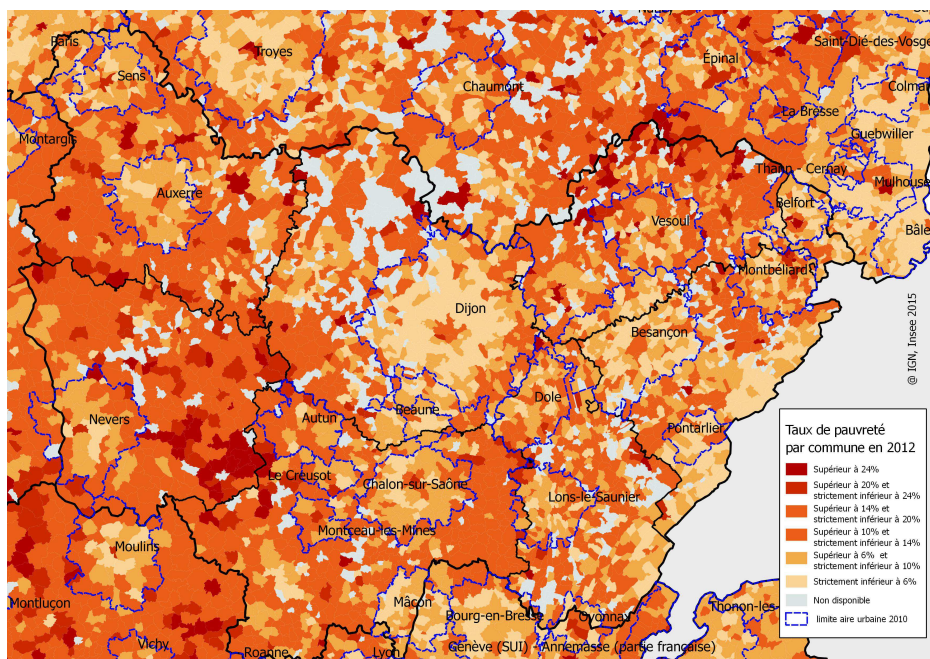 Paris
Troyes
Saint-Dié-des-Vosge
Sens
Épinal
Chaumont
Colma
La Bresse
Montargis
Guebwiller
Thann - Cernay
Mulhouse
Auxerre
Belfort
Vesoul
Bâle
Montbéliard
Dijon
Besançon
@ IGN, Insee 2015
Dole
Beaune
Autun
Nevers
Pontarlier
Taux de pauvreté
par commune en 2012
Supérieur à 24%
Supérieur à 20% et
strictement inférieur à 24%
Supérieur à 14% et
strictement inférieur à 20%
Supérieur à 10% et
strictement inférieur à 14%
Supérieur à 6% et
strictement inférieur à 10%
Strictement inférieur à 6%
Non disponible
limite aire urbaine 2010
Le Creusot
Chalon-sur-Saône
Lons-le-Saunier
Montceau-les-Mines
Moulins
Montluçon
Mâcon
Bourg-en-Bresse
Oyonnax
Thonon-les-
Vichy
Roanne
Lyon
Genève (SUI) - Annemasse (partie française)